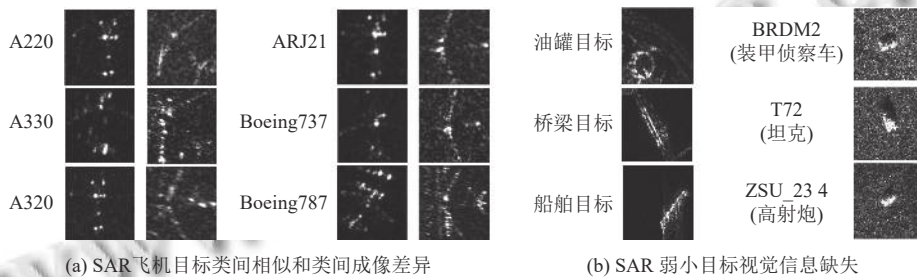 A220
ARJ21
油罐目标
BRDM2
(装甲侦察车)
A330
Boeing737
桥梁目标
T72
(坦克)
A320
Boeing787
船舶目标
ZSU_23 4
(高射炮)
(a) SAR飞机目标类间相似和类间成像差异
(b) SAR 弱小目标视觉信息缺失